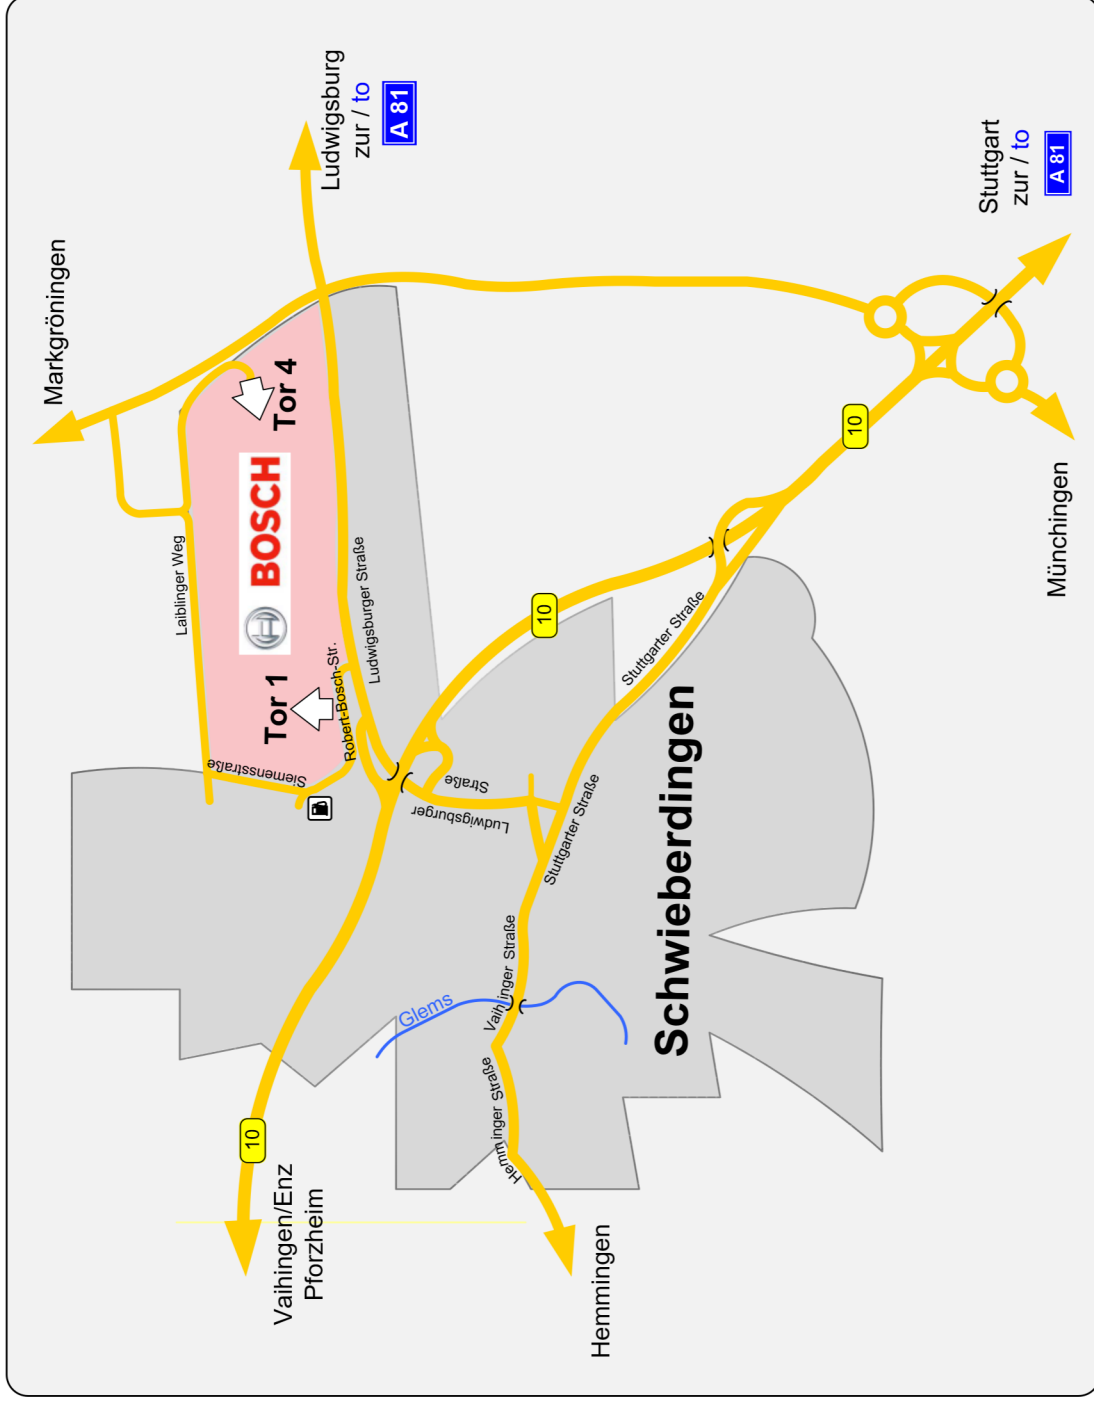 Markgröningen
Ludwigsburg
zur / to
A 81
Laiblinger Weg
BOSCH
Tor 4
Tor 1
Siemensstraße
Robert-Bosch-Str.
Ludwigsburger Straße
Vaihingen/Enz
Pforzheim
10
Ludwigsburger
Straße
10
Glems
Hemminger Straße
Vaihinger Straße
Stuttgarter Straße
Stuttgarter Straße
Hemmingen
Schwieberdingen
10
Stuttgart
zur / to
A 81
Münchingen